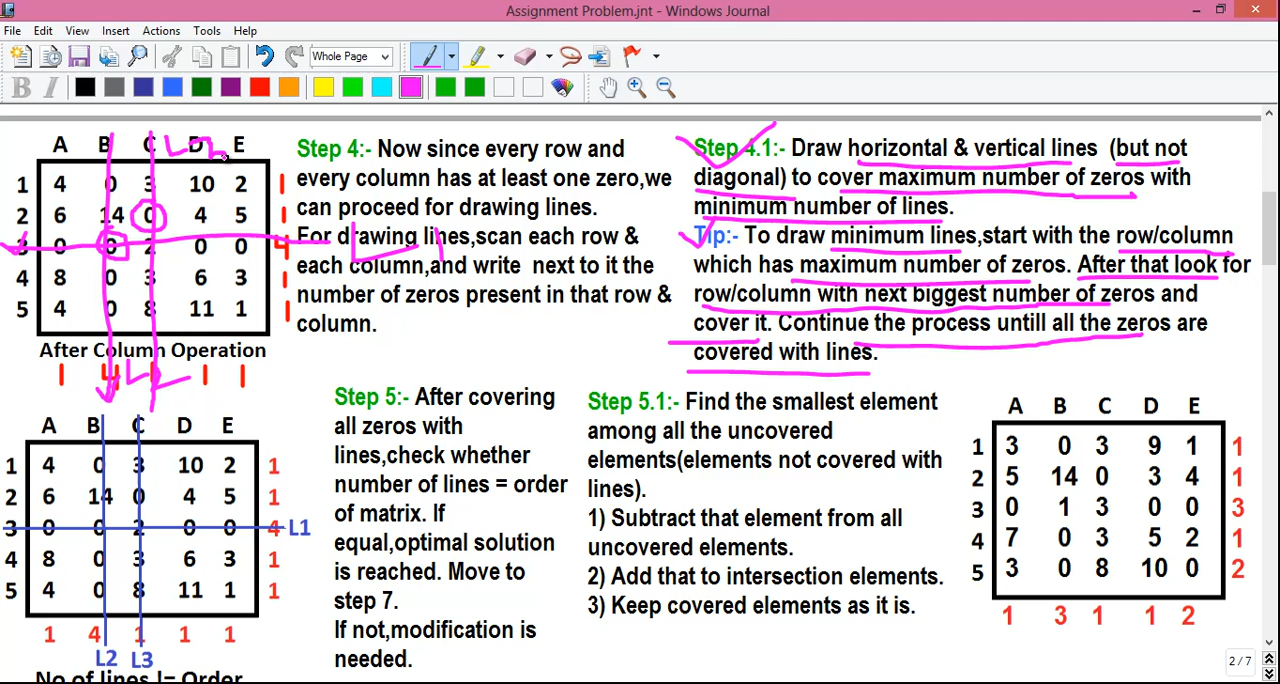 Assignment Problem.jnt - Windows Journal
File Edit View Insert Actions Tools Help
Whole Page
B I
A B C D E
1 4 0 3 10 2
2 6 14 0 4 5
3 0 0 2 0 0 4
4 8 0 3 6 3
5 4 0 8 11 1
After Column Operation
4
Step 4:- Now since every row and
every column has at least one zero,we
can proceed for drawing lines.
For drawing lines,scan each row &
each column,and write next to it the
number of zeros present in that row &
column.
Step 4.1:- Draw horizontal & vertical lines (but not
diagonal) to cover maximum number of zeros with
minimum number of lines.
Tip:- To draw minimum lines,start with the row/column
which has maximum number of zeros. After that look for
row/column with next biggest number of zeros and
cover it. Continue the process untill all the zeros are
covered with lines.
A B C D E
1 4 0 3 10 2 1
2 6 14 0 4 5 1
3 0 0 2 0 0 4 L1
4 8 0 3 6 3 1
5 4 0 8 11 1 1
1 4 1 1 1
L2 L3
No of lines != Order
Step 5:- After covering
all zeros with
lines,check whether
number of lines = order
of matrix. If
equal,optimal solution
is reached. Move to
step 7.
If not,modification is
needed.
Step 5.1:- Find the smallest element
among all the uncovered
elements(elements not covered with
lines).
1) Subtract that element from all
uncovered elements.
2) Add that to intersection elements.
3) Keep covered elements as it is.
A B C D E
1 3 0 3 9 1 1
2 5 14 0 3 4 1
3 0 1 3 0 0 3
4 7 0 3 5 2 1
5 3 0 8 10 0 2
1 3 1 1 2
2/7